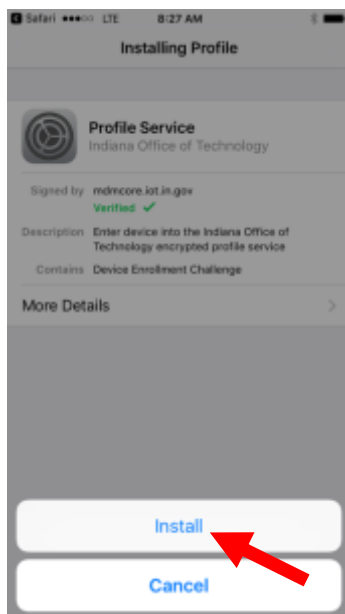 Safari LTE 8:27 AM
Installing Profile
Profile Service
Indiana Office of Technology
Signed by mdmcore.iot.in.gov
Verified ✓
Description Enter device into the Indiana Office of
Technology encrypted profile service
Contains Device Enrollment Challenge
More Details
Install
Cancel